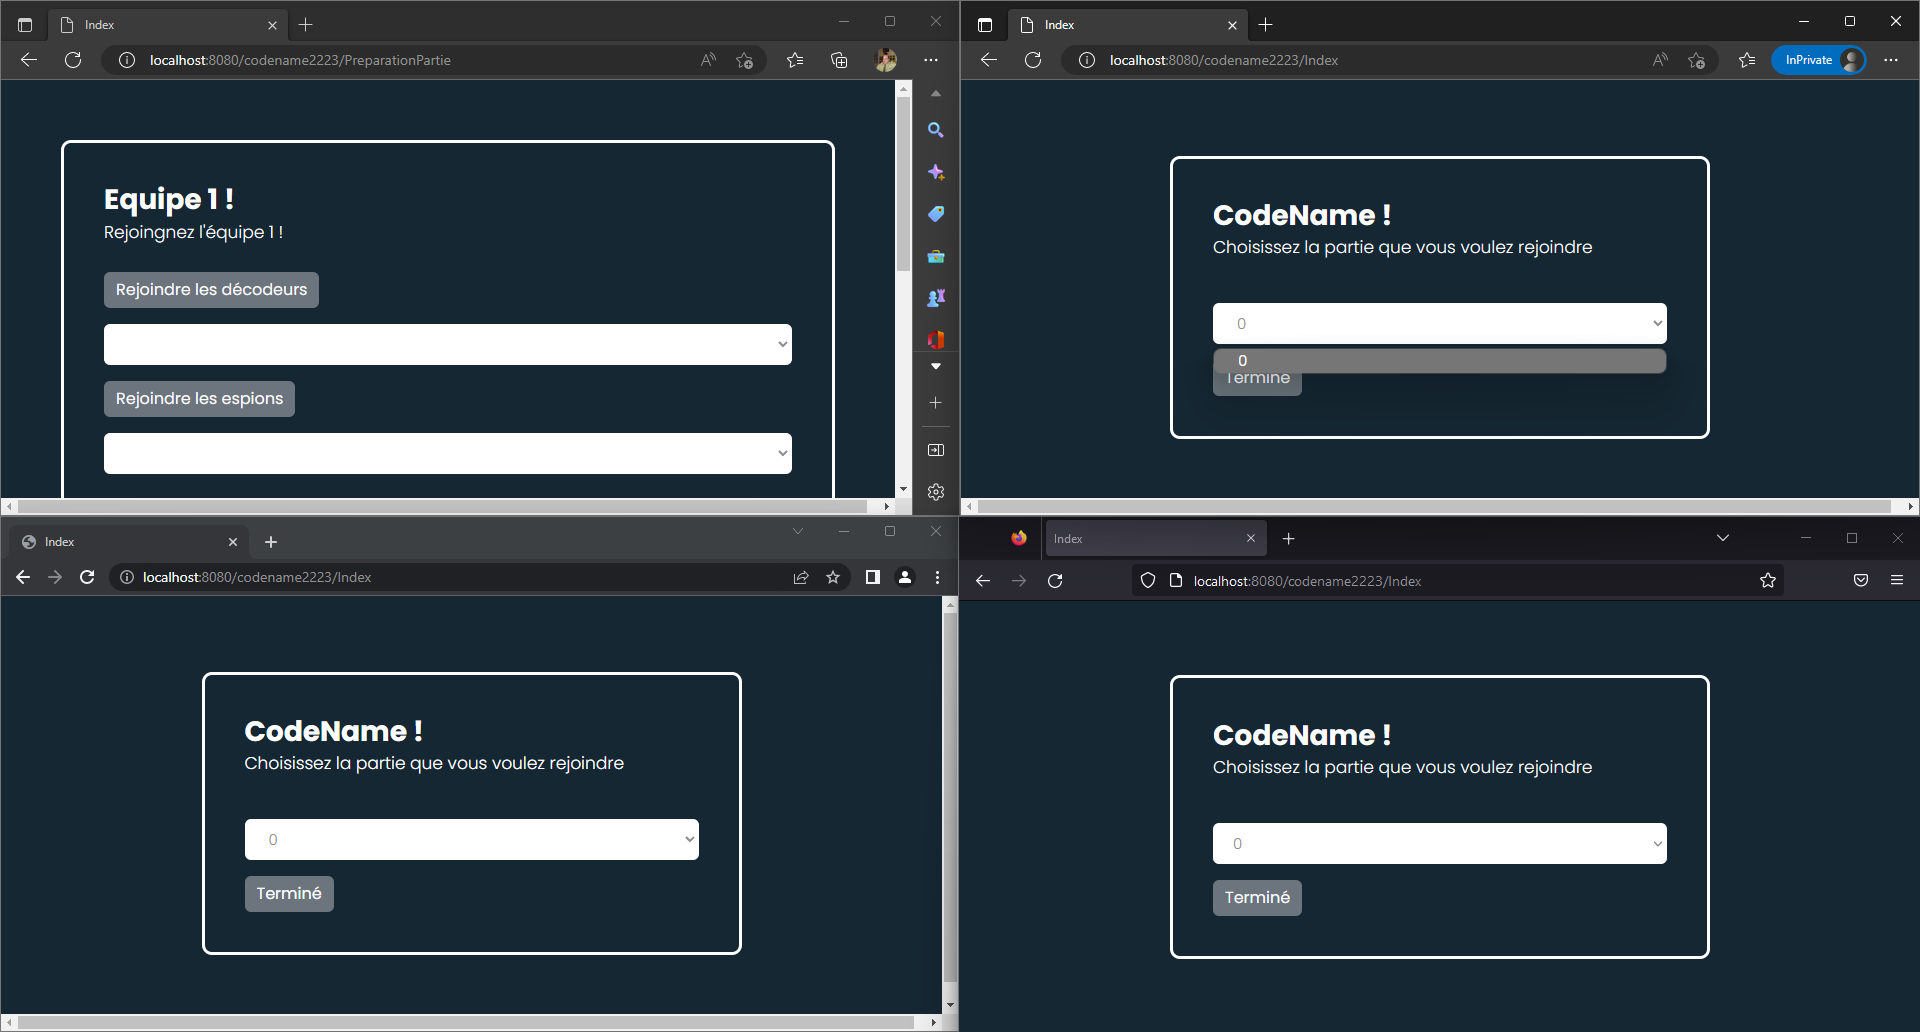 Index
localhost:8080/codename2223/PreparationPartie
Equipe 1 !
Rejoingnez l'équipe 1 !
Rejoindre les décodeurs
Rejoindre les espions
Index
localhost:8080/codename2223/Index
InPrivate
CodeName !
Choisissez la partie que vous voulez rejoindre
0
0
Terminé
Index
localhost:8080/codename2223/Index
CodeName !
Choisissez la partie que vous voulez rejoindre
0
Terminé
Index
localhost:8080/codename2223/Index
CodeName !
Choisissez la partie que vous voulez rejoindre
0
Terminé